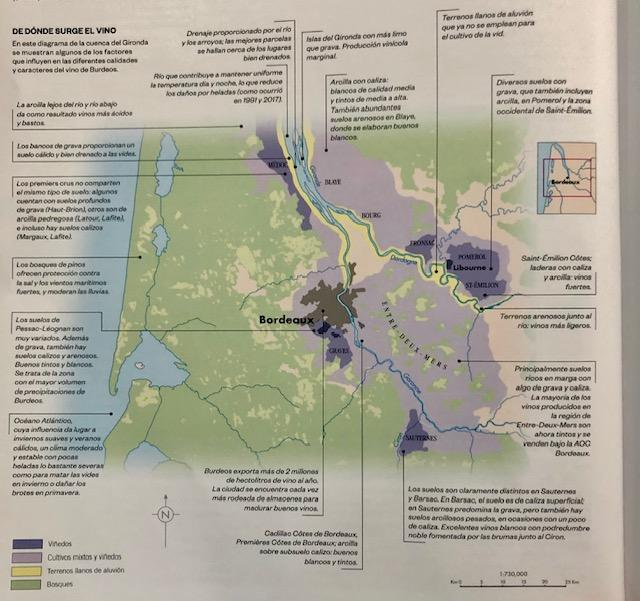 DE DÓNDE SURGE EL VINO
En este diagrama de la cuenca del Gironda
se muestran algunos de los factores
que influyen en las diferentes calidades
y caracteres del vino de Burdeos.
Drenaje proporcionado por el río
y los arroyos; las mejores parcelas
se hallan cerca de los lugares
bien drenados.
Islas del Gironda con más limo
que grava. Producción vinícola
marginal.
Terrenos llanos de aluvión
que ya no se emplean para
el cultivo de la vid.
Río que contribuye a mantener uniforme
la temperatura día y noche, lo que reduce
los daños por heladas (como ocurrió
en 1991 y 2017).
Arcilla con caliza:
blancos de calidad media
y tintos de media a alta.
También abundantes
suelos arenosos en Blaye,
donde se elaboran buenos
blancos.
Diversos suelos con
grava, que también incluyen
arcilla, en Pomerol y la zona
occidental de Saint-Émilion.
La arcilla lejos del río y río abajo
da como resultado vinos más ácidos
y bastos.
Los bancos de grava proporcionan un
suelo cálido y bien drenado a las vides.
Los premiers crus no comparten
el mismo tipo de suelo: algunos
cuentan con suelos profundos
de grava (Haut-Brion), otros son de
arcilla pedregosa (Latour, Lafite),
e incluso hay suelos calizos
(Margaux, Lafite).
Los bosques de pinos
ofrecen protección contra
la sal y los vientos marítimos
fuertes, y moderan las lluvias.
Los suelos de
Pessac-Léognan son
muy variados. Además
de grava, también hay
suelos calizos y arenosos.
Buenos tintos y blancos.
Se trata de la zona
con el mayor volumen
de precipitaciones de
Burdeos.
Océano Atlántico,
cuya influencia da lugar a
inviernos suaves y veranos
cálidos, un clima moderado
y estable con pocas
heladas lo bastante severas
como para matar las vides
en invierno o dañar los
brotes en primavera.
MÉDOC
Gironde
BLAYE
BOURG
FRONSAC
Dordogne
POMEROL
Libourne
ST-ÉMILION
Bordeaux
Bordeaux
GRAVES
ENTRE-DEUX-MERS
Garonne
SAUTERNES
Ciron
Saint-Émilion Côtes;
laderas con caliza
y arcilla: vinos
fuertes.
Terrenos arenosos junto al
río: vinos más ligeros.
Principalmente suelos
ricos en marga con
algo de grava y caliza.
La mayoría de los
vinos producidos en
la región de
Entre-Deux-Mers son
ahora tintos y se
venden bajo la AOC
Bordeaux.
Burdeos exporta más de 2 millones
de hectolitros de vino al año.
La ciudad se encuentra cada vez
más rodeada de almacenes para
madurar buenos vinos.
Cadillac Côtes de Bordeaux,
Premières Côtes de Bordeaux; arcilla
sobre subsuelo calizo: buenos
blancos y tintos.
Los suelos son claramente distintos en Sauternes
y Barsac. En Barsac, el suelo es de caliza superficial;
en Sauternes predomina la grava, pero también hay
suelos arcillosos pesados, en ocasiones con un poco
de caliza. Excelentes vinos blancos con podredumbre
noble fomentada por las brumas junto al Ciron.
N
Viñedos
Cultivos mixtos y viñedos
Terrenos llanos de aluvión
Bosques
1:730,000
Km 0 5 10 15 20 25 Km